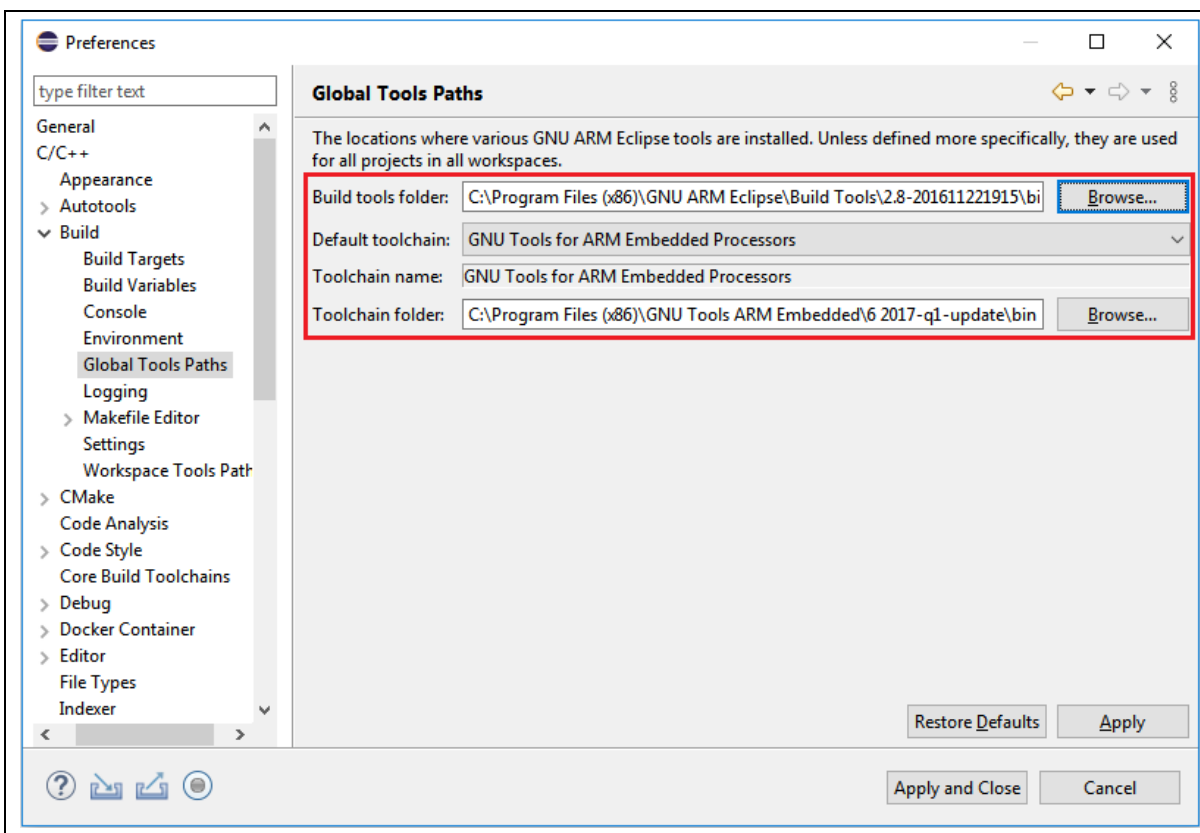 Preferences
type filter text
General
C/C++
Appearance
Autotools
Build
Build Targets
Build Variables
Console
Environment
Global Tools Paths
Logging
Makefile Editor
Settings
Workspace Tools Path
CMake
Code Analysis
Code Style
Core Build Toolchains
Debug
Docker Container
Editor
File Types
Indexer
Global Tools Paths
The locations where various GNU ARM Eclipse tools are installed. Unless defined more specifically, they are used
for all projects in all workspaces.
Build tools folder: C:\Program Files (x86)\GNU ARM Eclipse\Build Tools\2.8-201611221915\bi Browse...
Default toolchain: GNU Tools for ARM Embedded Processors
Toolchain name: GNU Tools for ARM Embedded Processors
Toolchain folder: C:\Program Files (x86)\GNU Tools ARM Embedded\6 2017-q1-update\bin Browse...
Restore Defaults Apply
Apply and Close Cancel